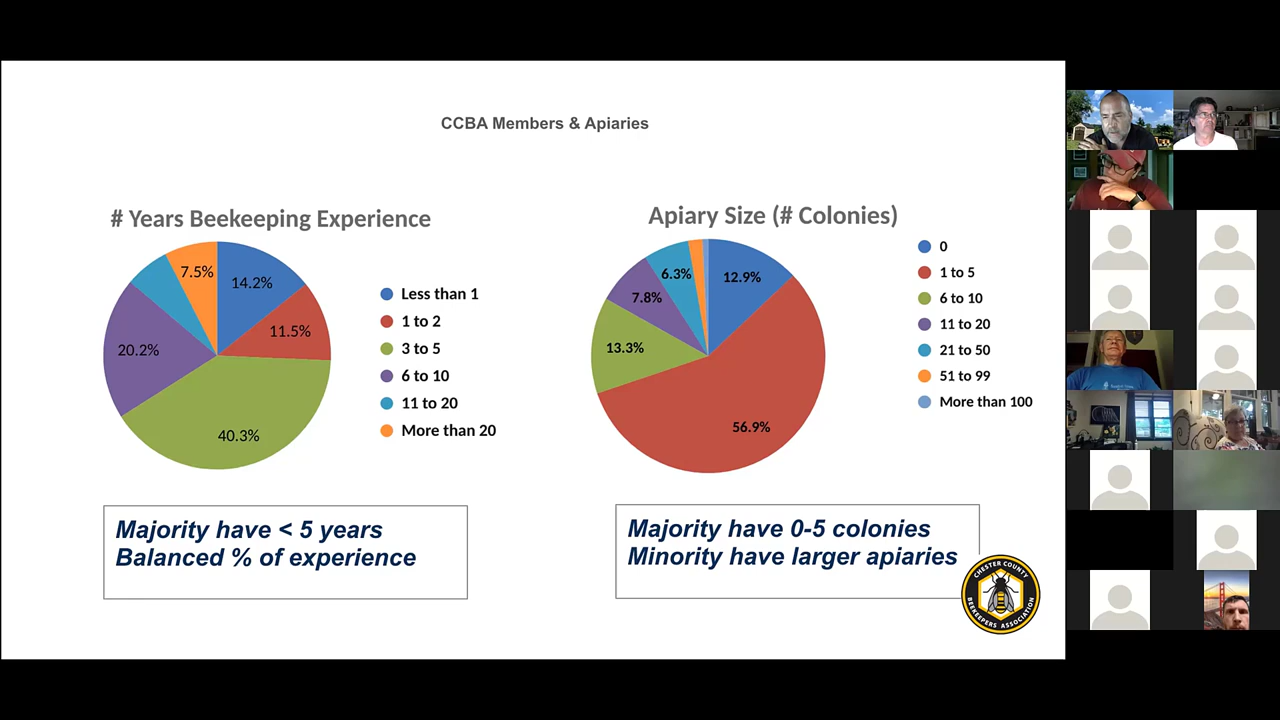 CCBA Members & Apiaries
# Years Beekeeping Experience
7.5%
14.2%
11.5%
20.2%
40.3%
Less than 1
1 to 2
3 to 5
6 to 10
11 to 20
More than 20
Majority have < 5 years
Balanced % of experience
Apiary Size (# Colonies)
6.3%
12.9%
7.8%
13.3%
56.9%
0
1 to 5
6 to 10
11 to 20
21 to 50
51 to 99
More than 100
Majority have 0-5 colonies
Minority have larger apiaries
CHESTER COUNTY
BEEKEEPERS ASSOCIATION